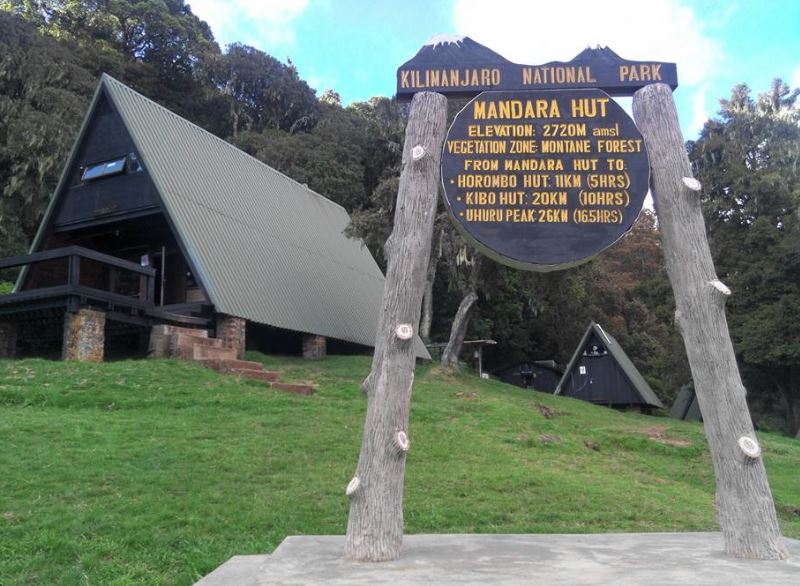 KILIMANJARO NATIONAL PARK
MANDARA HUT
ELEVATION: 2720M amsl
VEGETATION ZONE: MONTANE FOREST
FROM MANDARA HUT TO:
• HOROMBO HUT: 11KM (5HRS)
• KIBO HUT: 20KM (10HRS)
• UHURU PEAK: 26KM (16.5HRS)